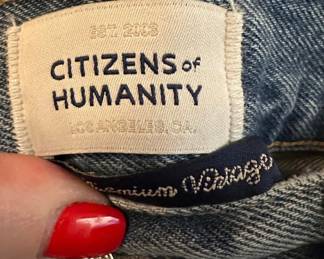 EST. 2003
CITIZENS of
HUMANITY
LOS ANGELES, CA.
Premium Vintage